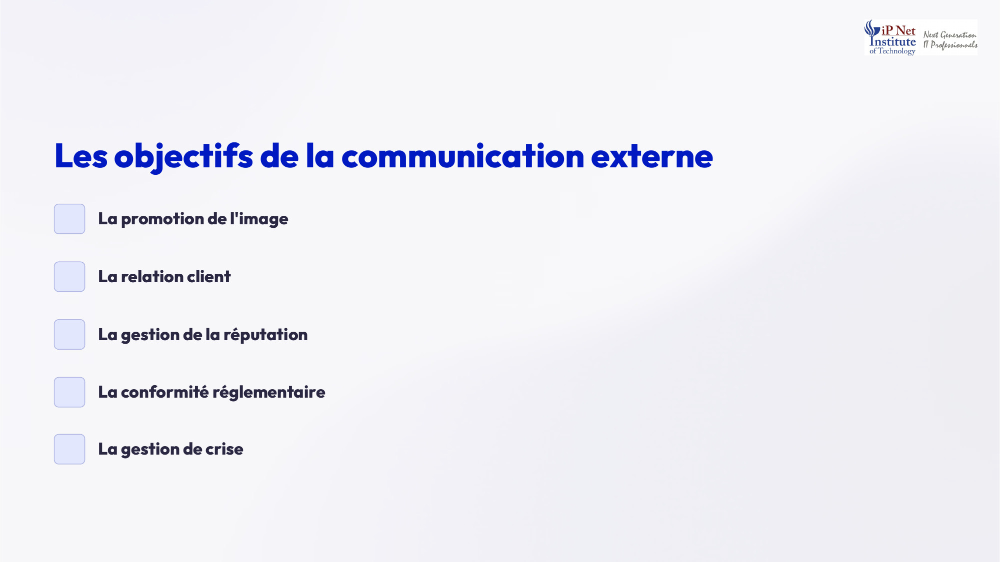 iP Net
Institute
of Technology
Next Generation
IT Professionnels
Les objectifs de la communication externe
La promotion de l'image
La relation client
La gestion de la réputation
La conformité réglementaire
La gestion de crise